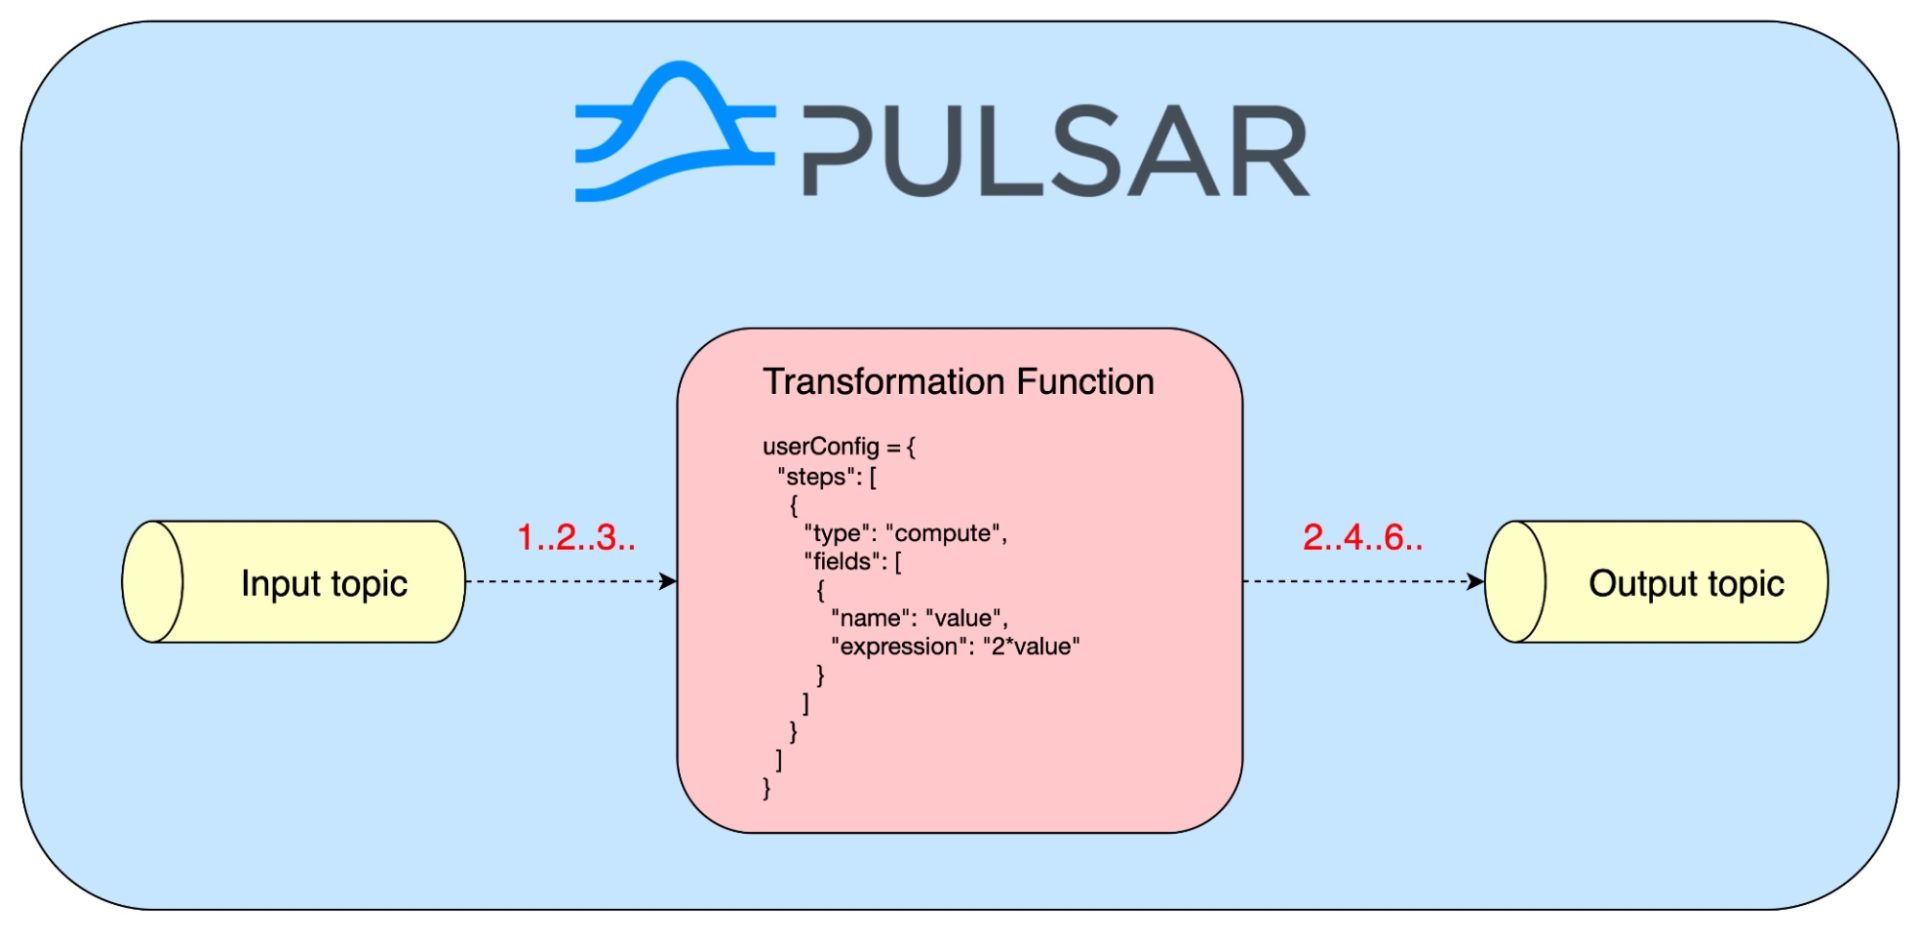 PULSAR
Transformation Function
userConfig = {
"steps": [
{
"type": "compute",
"fields": [
{
"name": "value",
"expression": "2*value"
}
]
}
]
}
Input topic
1..2..3..
2..4..6..
Output topic